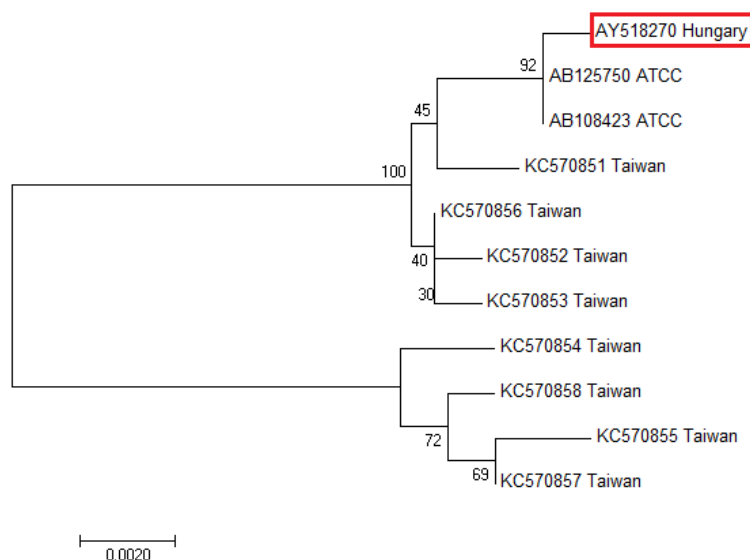 AY518270 Hungary
92
AB125750 ATCC
45
AB108423 ATCC
100
KC570851 Taiwan
KC570856 Taiwan
40
KC570852 Taiwan
30
KC570853 Taiwan
KC570854 Taiwan
KC570858 Taiwan
72
KC570855 Taiwan
69
KC570857 Taiwan
0.0020